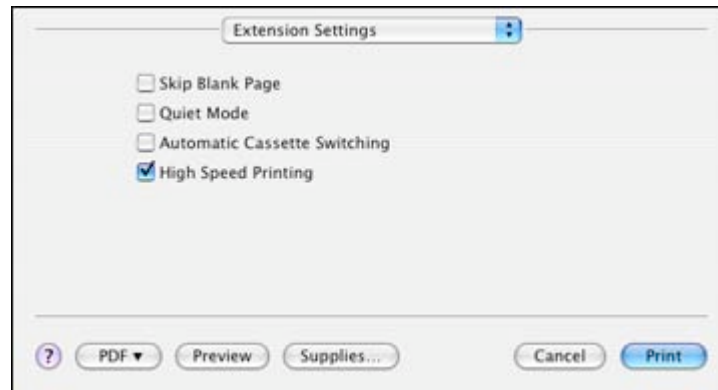 Extension Settings
Skip Blank Page
Quiet Mode
Automatic Cassette Switching
High Speed Printing
? PDF ▼ Preview Supplies... Cancel Print